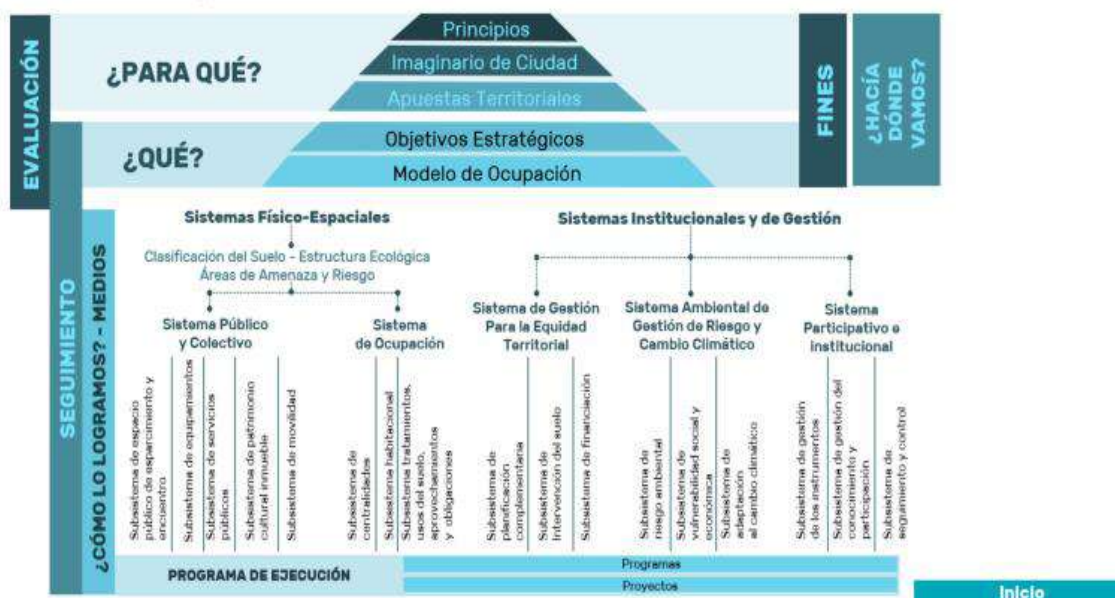 EVALUACIÓN
¿PARA QUÉ?
Principios
Imaginario de Ciudad
Apuestas Territoriales
¿QUÉ?
Objetivos Estratégicos
Modelo de Ocupación
FINES
¿HACÍA
DÓNDE
VAMOS?
SEGUIMIENTO
¿CÓMO LO LOGRAMOS? - MEDIOS
Sistemas Físico-Espaciales
Clasificación del Suelo - Estructura Ecológica
Áreas de Amenaza y Riesgo
Sistema Público
y Colectivo
Subsistema de espacio
público de esparcimiento y
encuentro
Subsistema de equipamientos
Subsistema de servicios
públicos
Subsistema de patrimonio
cultural inmueble
Subsistema de movilidad
Sistema
de Ocupación
Subsistema de
centralidades
Subsistema habitacional
Subsistema tratamientos,
usos del suelo,
aprovechamientos
y obligaciones
Sistemas Institucionales y de Gestión
Sistema de Gestión
Para la Equidad
Territorial
Subsistema de
planificación
complementaria
Subsistema de
Intervención del suelo
Subsistema de financiación
Sistema Ambiental de
Gestión de Riesgo y
Cambio Climático
Subsistema de
riesgo ambiental
Subsistema de
vulnerabilidad social y
económica
Subsistema de
adaptación
al cambio climático
Sistema
Participativo e
institucional
Subsistema de gestión
de los instrumentos
Subsistema de gestión del
conocimiento y
participación
Subsistema de
seguimiento y control
PROGRAMA DE EJECUCIÓN
Programas
Proyectos
Inicio